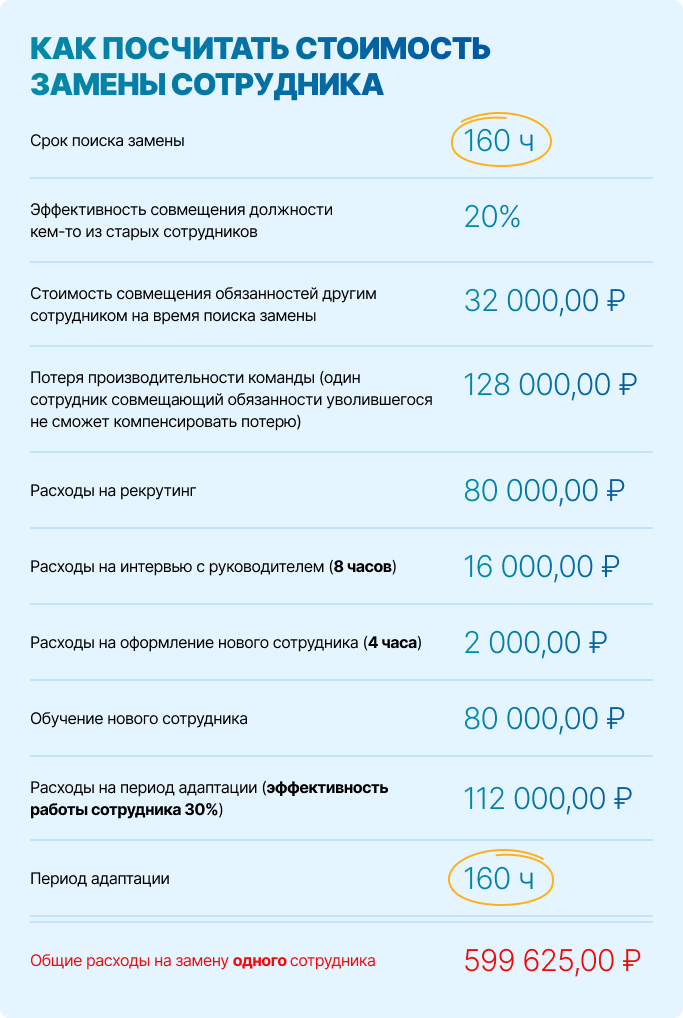 КАК ПОСЧИТАТЬ СТОИМОСТЬ
ЗАМЕНЫ СОТРУДНИКА
Срок поиска замены
160 ч
Эффективность совмещения должности
кем-то из старых сотрудников
20%
Стоимость совмещения обязанностей другим
сотрудником на время поиска замены
32 000,00 ₽
Потеря производительности команды (один
сотрудник совмещающий обязанности уволившегося
не сможет компенсировать потерю)
128 000,00 ₽
Расходы на рекрутинг
80 000,00 ₽
Расходы на интервью с руководителем (8 часов)
16 000,00 ₽
Расходы на оформление нового сотрудника (4 часа)
2 000,00 ₽
Обучение нового сотрудника
80 000,00 ₽
Расходы на период адаптации (эффективность
работы сотрудника 30%)
112 000,00 ₽
Период адаптации
160 ч
Общие расходы на замену одного сотрудника
599 625,00 ₽